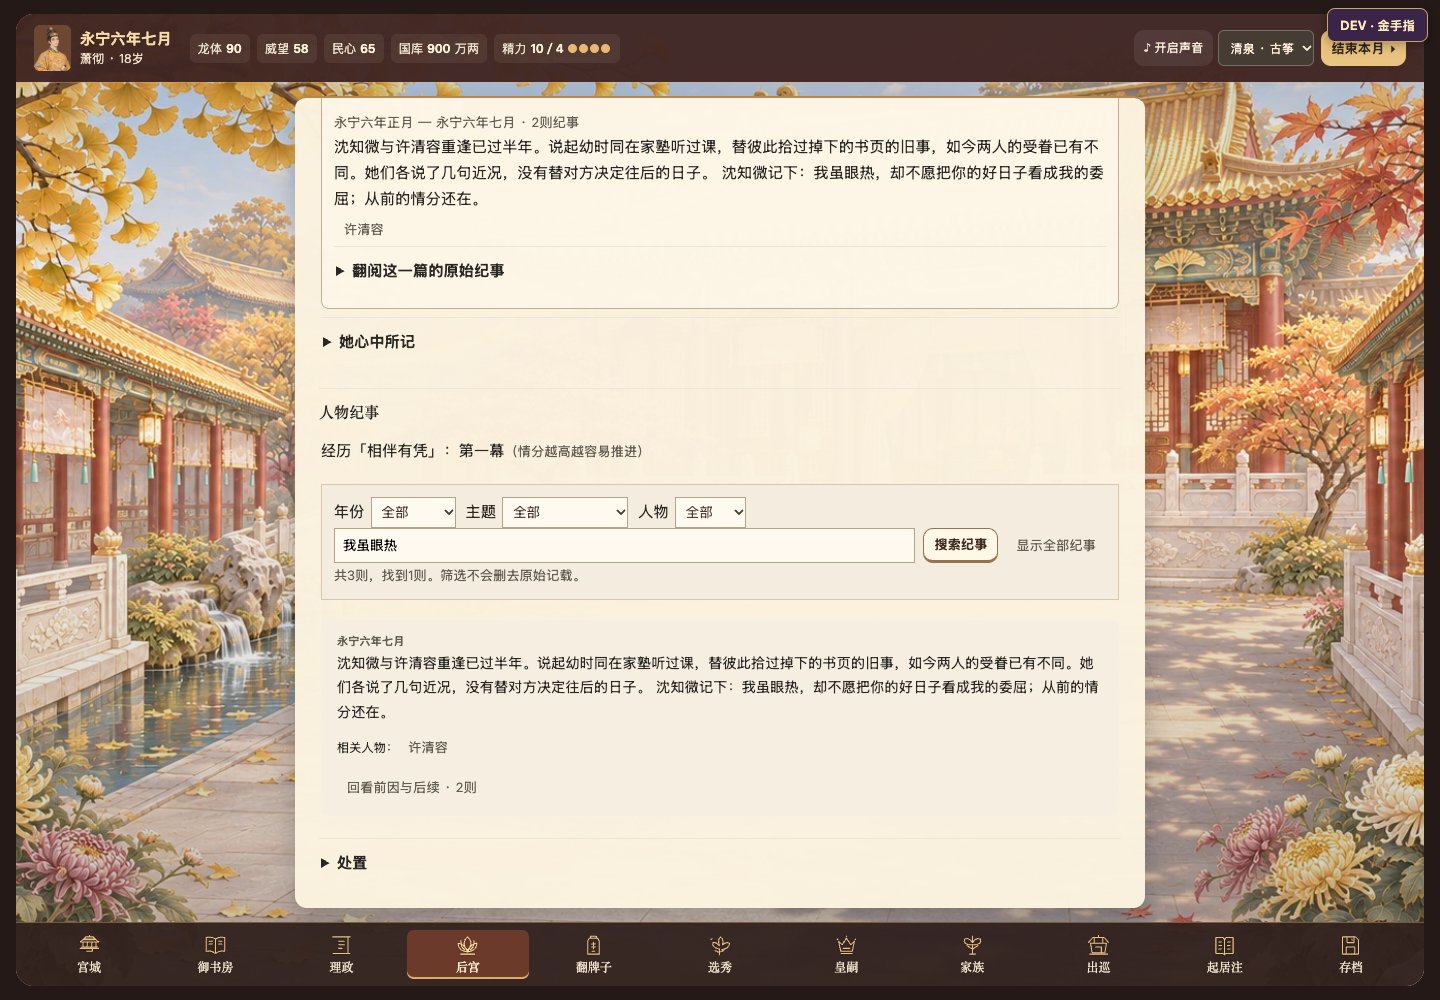 永宁六年七月
萧彻 · 18岁
龙体 90
威望 58
民心 65
国库 900 万两
精力 10 / 4
♪ 开启声音
清泉 · 古筝
结束本月
DEV · 金手指
永宁六年正月 — 永宁六年七月 · 2则纪事
沈知微与许清容重逢已过半年。说起幼时同在家塾听过课，替彼此拾过掉下的书页的旧事，如今两人的受眷已有不
同。她们各说了几句近况，没有替对方决定往后的日子。 沈知微记下：我虽眼热，却不愿把你的好日子看成我的委
屈；从前的情分还在。
许清容
▶ 翻阅这一篇的原始纪事
▶ 她心中所记
人物纪事
经历「相伴有凭」：第一幕（情分越高越容易推进）
年份 全部 主题 全部 人物 全部
我虽眼热 搜索纪事 显示全部纪事
共3则，找到1则。筛选不会删去原始记载。
永宁六年七月
沈知微与许清容重逢已过半年。说起幼时同在家塾听过课，替彼此拾过掉下的书页的旧事，如今两人的受眷已有不同。她
们各说了几句近况，没有替对方决定往后的日子。 沈知微记下：我虽眼热，却不愿把你的好日子看成我的委屈；从前的情
分还在。
相关人物： 许清容
回看前因与后续 · 2则
▶ 处置
宫城
御书房
理政
后宫
翻牌子
选秀
皇嗣
家族
出巡
起居注
存档